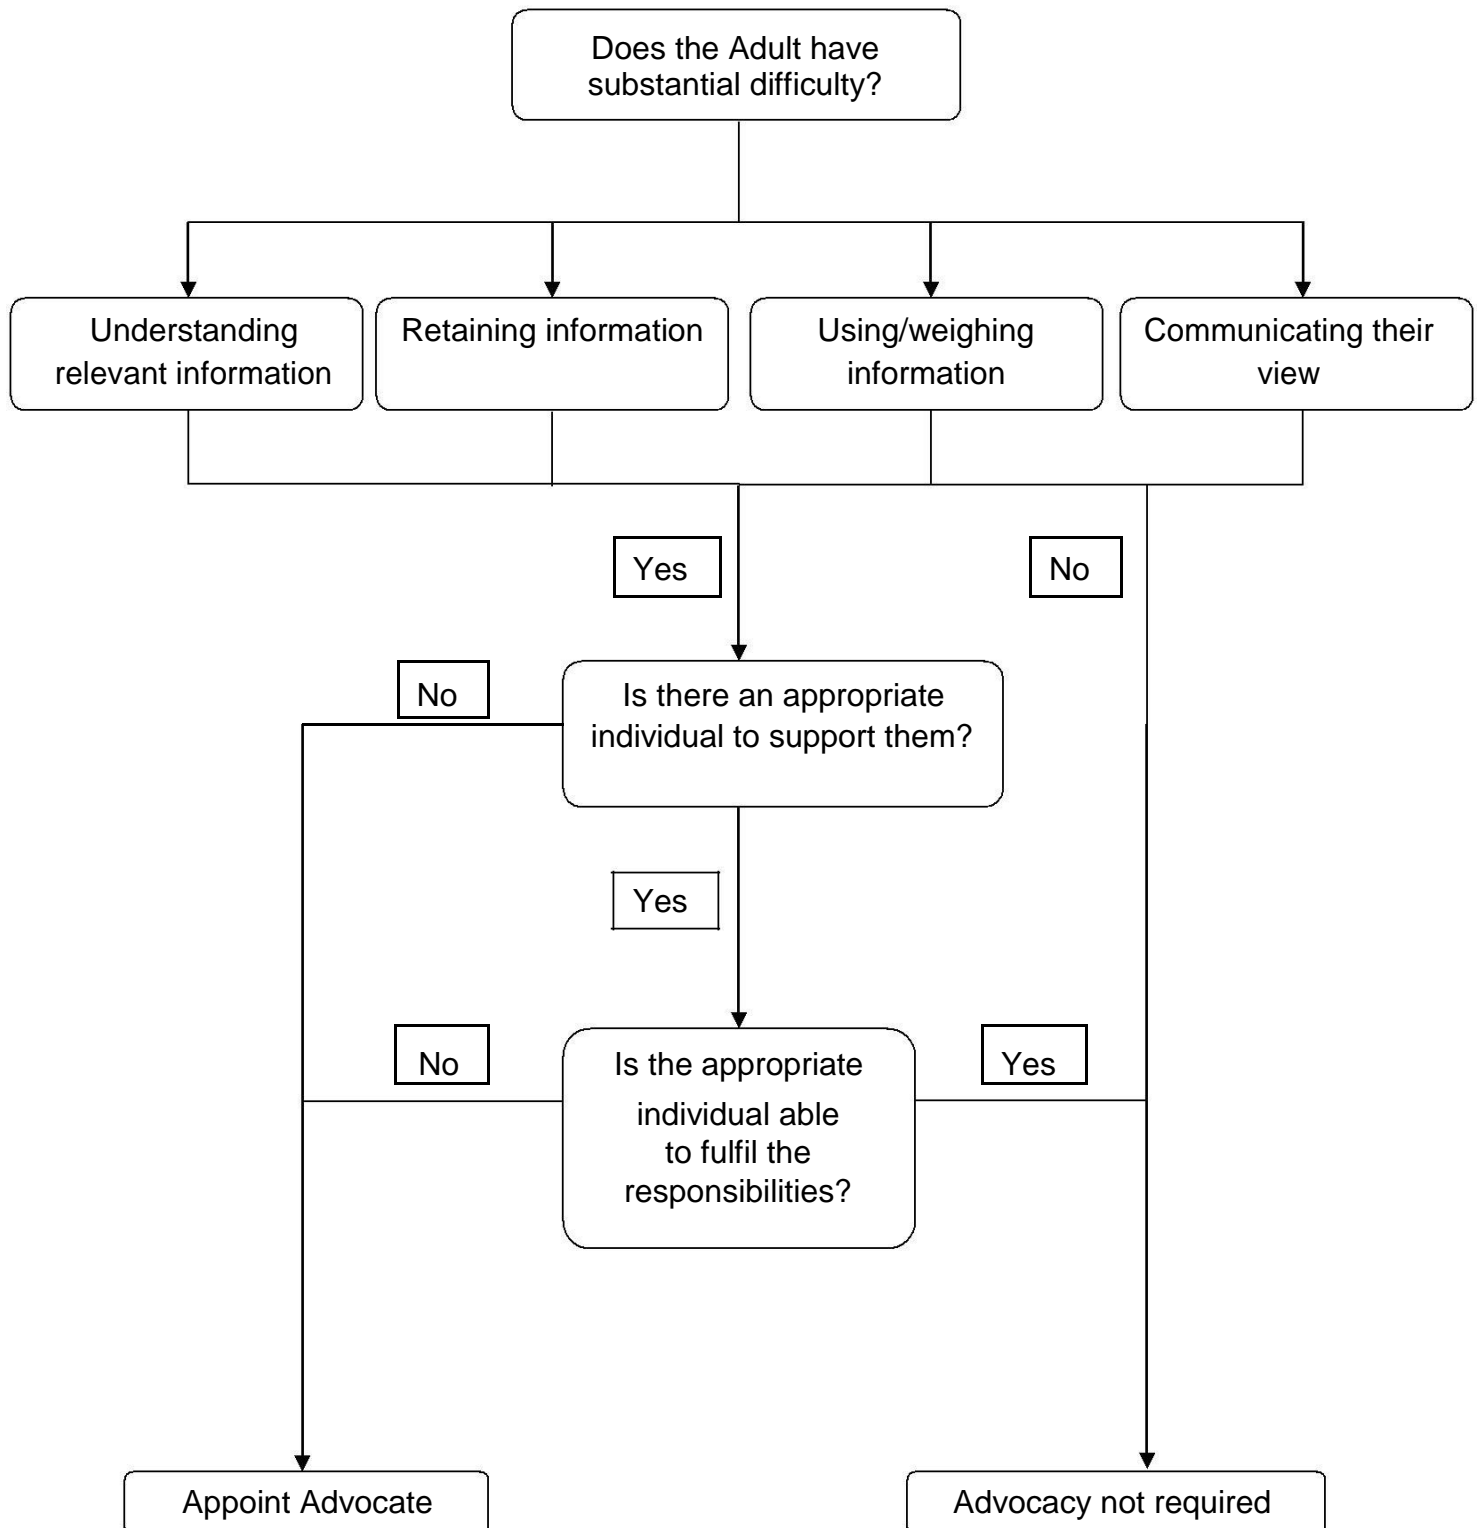 Does the Adult have
substantial difficulty?
Understanding
relevant information
Retaining information
Using/weighing
information
Communicating their
view
Yes
No
No
Is there an appropriate
individual to support them?
Yes
No
Is the appropriate
individual able
to fulfil the
responsibilities?
Yes
Appoint Advocate
Advocacy not required